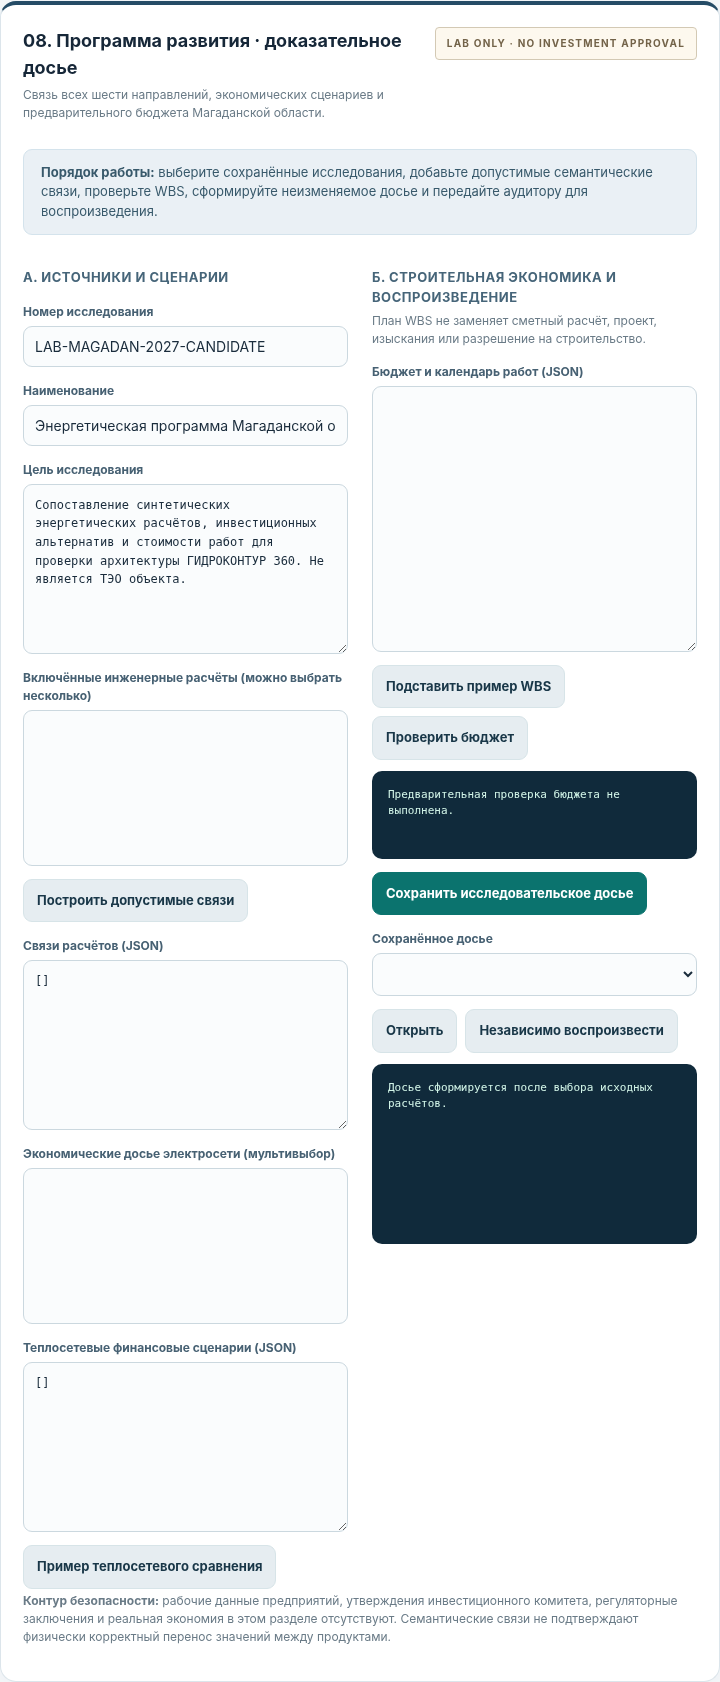 08. Программа развития · доказательное
досье
LAB ONLY · NO INVESTMENT APPROVAL
Связь всех шести направлений, экономических сценариев и
предварительного бюджета Магаданской области.
Порядок работы: выберите сохранённые исследования, добавьте допустимые семантические
связи, проверьте WBS, сформируйте неизменяемое досье и передайте аудитору для
воспроизведения.
А. ИСТОЧНИКИ И СЦЕНАРИИ
Номер исследования
LAB-MAGADAN-2027-CANDIDATE
Наименование
Энергетическая программа Магаданской о
Цель исследования
Сопоставление синтетических
энергетических расчётов, инвестиционных
альтернатив и стоимости работ для
проверки архитектуры ГИДРОКОНТУР 360. Не
является ТЭО объекта.
Включённые инженерные расчёты (можно выбрать
несколько)
Построить допустимые связи
Связи расчётов (JSON)
[]
Экономические досье электросети (мультивыбор)
Теплосетевые финансовые сценарии (JSON)
[]
Пример теплосетевого сравнения
Б. СТРОИТЕЛЬНАЯ ЭКОНОМИКА И
ВОСПРОИЗВЕДЕНИЕ
План WBS не заменяет сметный расчёт, проект,
изыскания или разрешение на строительство.
Бюджет и календарь работ (JSON)
Подставить пример WBS
Проверить бюджет
Предварительная проверка бюджета не
выполнена.
Сохранить исследовательское досье
Сохранённое досье
Открыть
Независимо воспроизвести
Досье сформируется после выбора исходных
расчётов.
Контур безопасности: рабочие данные предприятий, утверждения инвестиционного комитета, регуляторные
заключения и реальная экономия в этом разделе отсутствуют. Семантические связи не подтверждают
физически корректный перенос значений между продуктами.